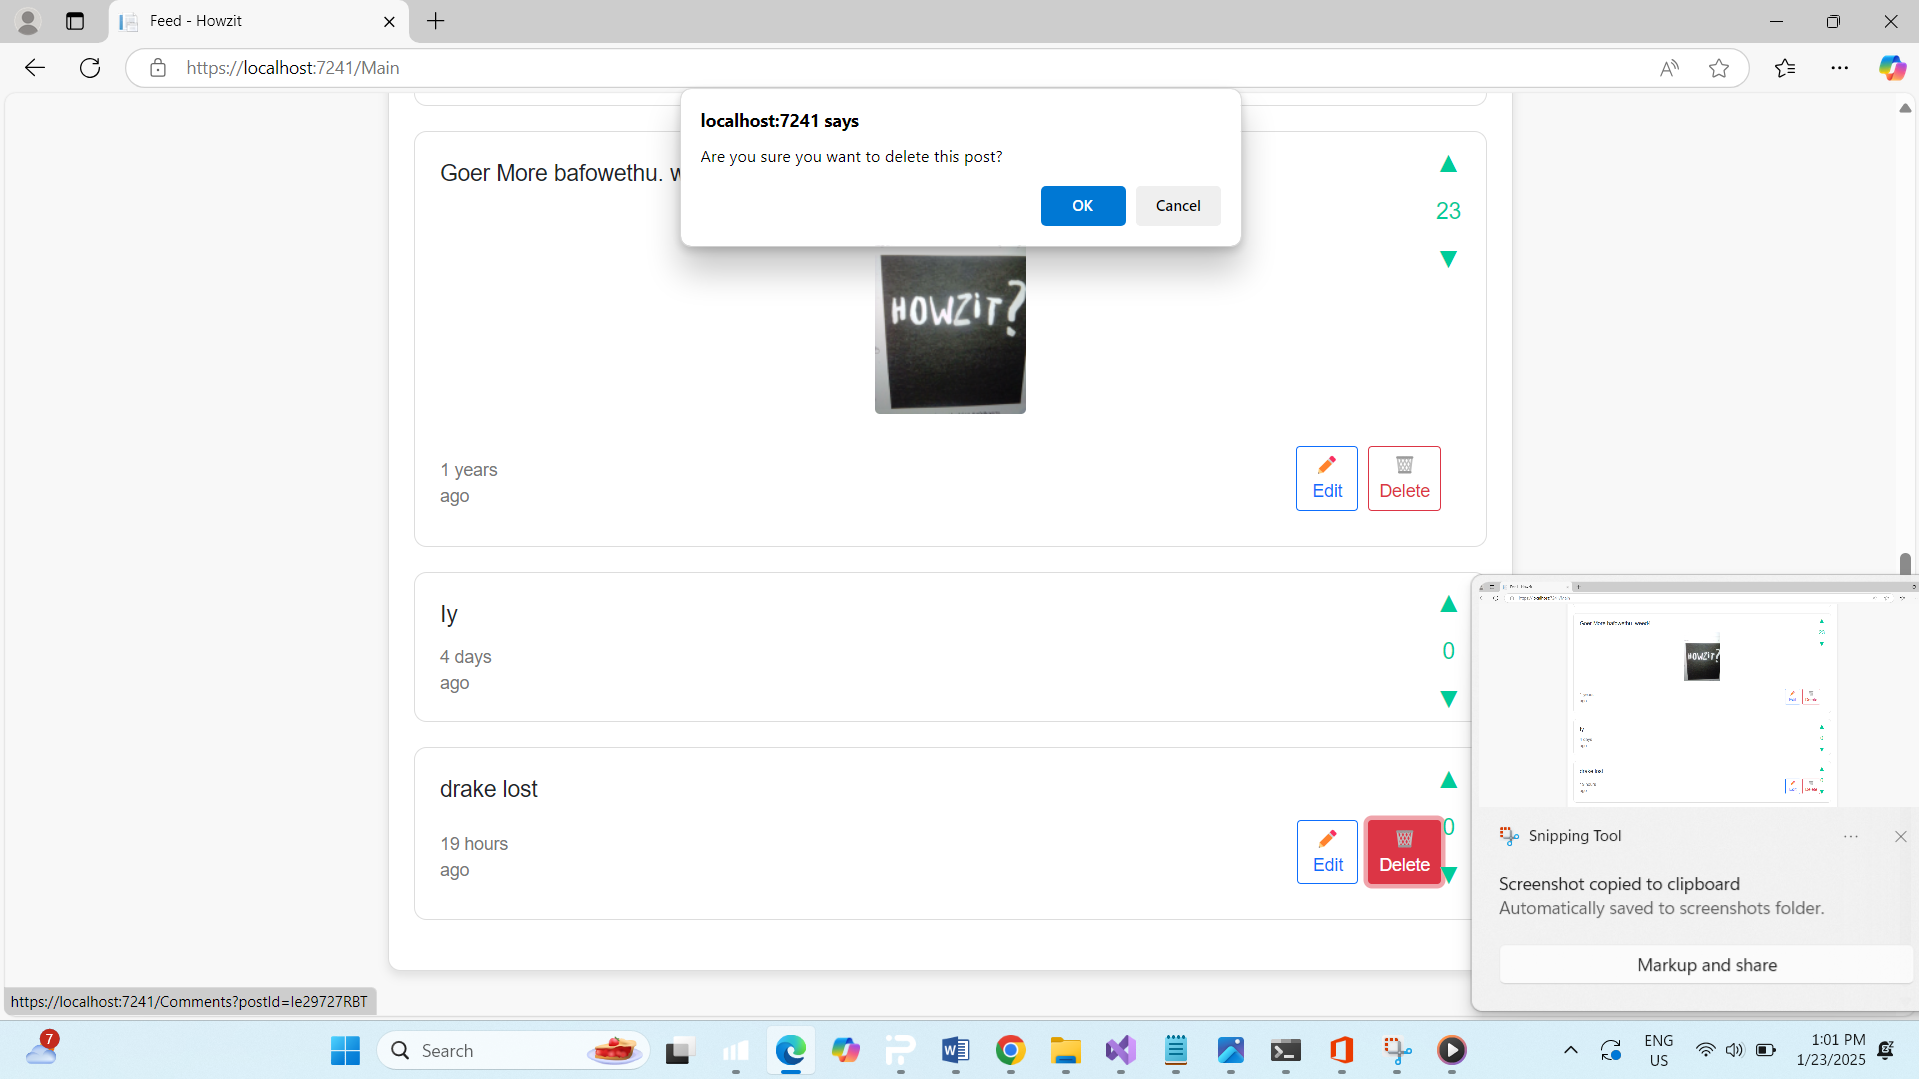 Feed - Howzit
https://localhost:7241/Main
localhost:7241 says
Are you sure you want to delete this post?
OK
Cancel
Goer More bafowethu. w
23
HOWZIT?
1 years
ago
Edit
Delete
ly
4 days
ago
0
drake lost
19 hours
ago
0
Edit
Delete
Snipping Tool
Screenshot copied to clipboard
Automatically saved to screenshots folder.
Markup and share
https://localhost:7241/Comments?postId=Ie29727RBT
7
Search
ENG
US
1:01 PM
1/23/2025